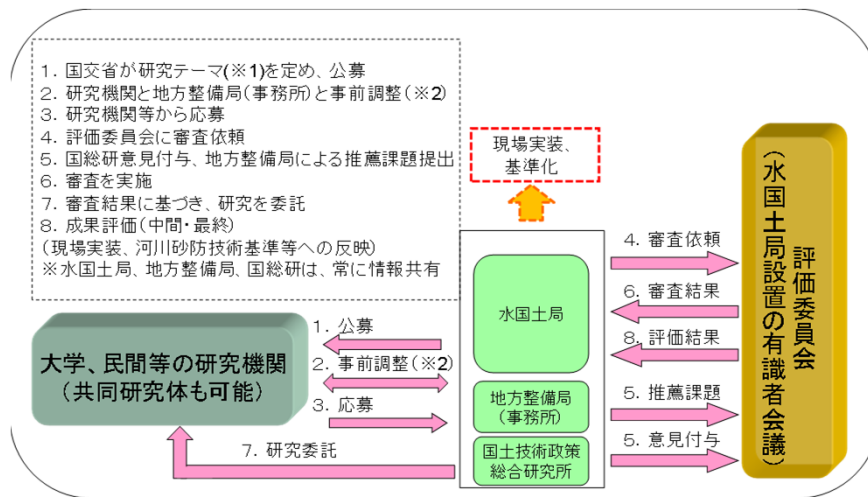 1. 国交省が研究テーマ(※1)を定め、公募
2. 研究機関と地方整備局(事務所)と事前調整(※2)
3. 研究機関等から応募
4. 評価委員会に審査依頼
5. 国総研意見付与、地方整備局による推薦課題提出
6. 審査を実施
7. 審査結果に基づき、研究を委託
8. 成果評価(中間・最終)
(現場実装、河川砂防技術基準等への反映)
※水国土局、地方整備局、国総研は、常に情報共有
現場実装、
基準化
大学、民間等の研究機関
(共同研究体も可能)
1. 公募
2. 事前調整(※2)
3. 応募
7. 研究委託
水国土局
地方整備局
(事務所)
国土技術政策
総合研究所
4. 審査依頼
6. 審査結果
8. 評価結果
5. 推薦課題
5. 意見付与
評価委員会
(水国土局設置の有識者会議)